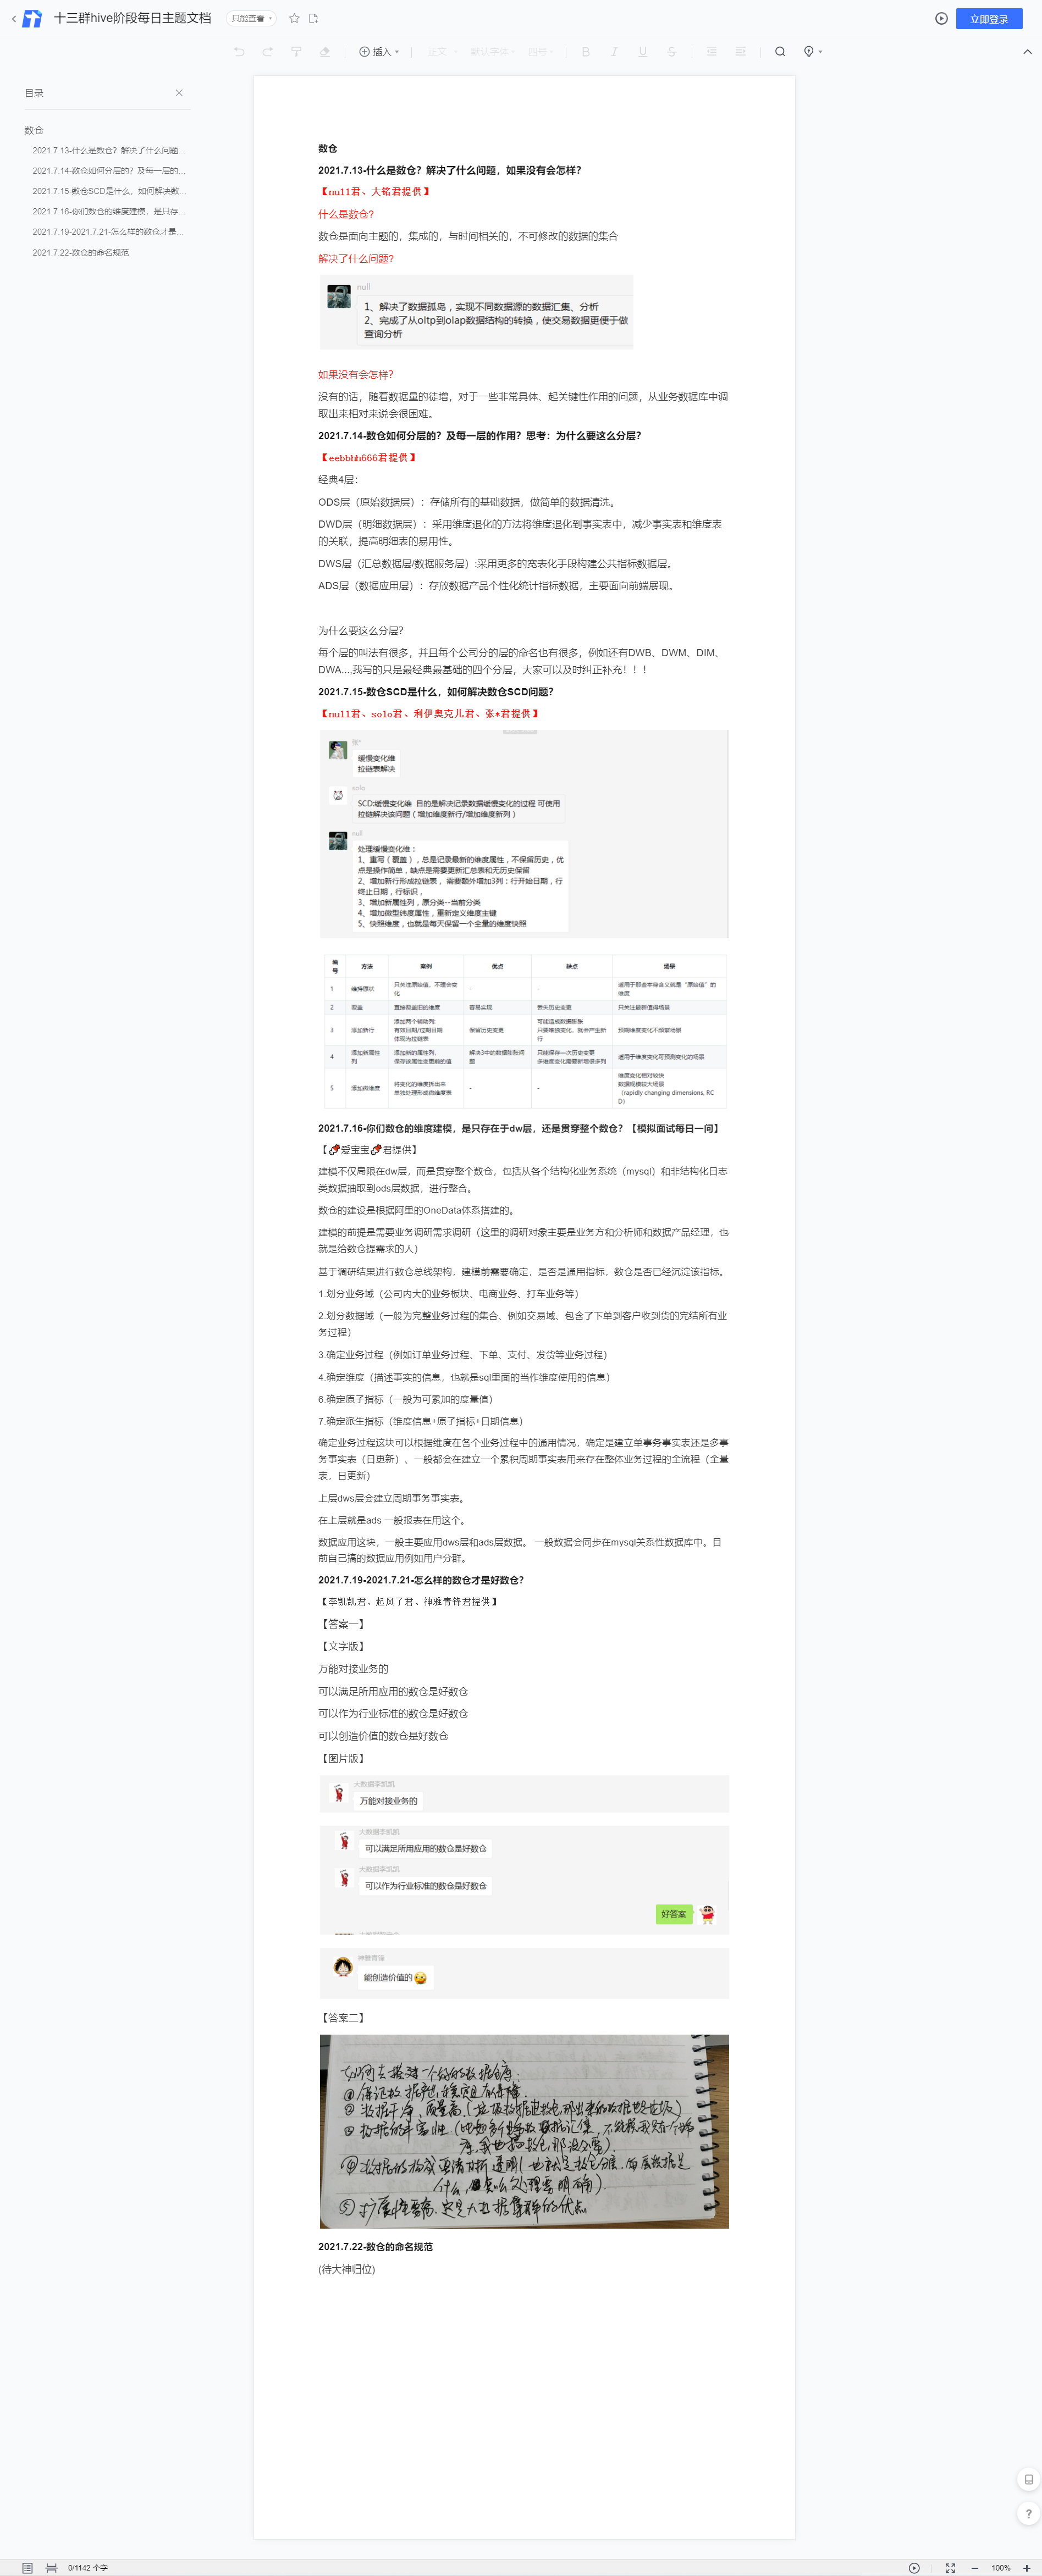 十三群hive阶段每日主题文档
只能查看
立即登录
插入
正文
默认字体
四号
B
I
U
S
目录
数仓
2021.7.13-什么是数仓？解决了什么问题...
2021.7.14-数仓如何分层的？及每一层的...
2021.7.15-数仓SCD是什么，如何解决数...
2021.7.16-你们数仓的维度建模，是只存...
2021.7.19-2021.7.21-怎么样的数仓才是...
2021.7.22-数仓的命名规范
数仓
2021.7.13-什么是数仓？解决了什么问题，如果没有会怎样？
【null君、大铭君提供】
什么是数仓？
数仓是面向主题的，集成的，与时间相关的，不可修改的数据的集合
解决了什么问题？
null
1、解决了数据孤岛，实现不同数据源的数据汇集、分析
2、完成了从oltp到olap数据结构的转换，使交易数据更便于做
查询分析
如果没有会怎样？
没有的话，随着数据量的徒增，对于一些非常具体、起关键性作用的问题，从业务数据库中调
取出来相对来说会很困难。
2021.7.14-数仓如何分层的？及每一层的作用？思考：为什么要这么分层？
【eebbhh666君提供】
经典4层：
ODS层（原始数据层）：存储所有的基础数据，做简单的数据清洗。
DWD层（明细数据层）：采用维度退化的方法将维度退化到事实表中，减少事实表和维度表
的关联，提高明细表的易用性。
DWS层（汇总数据层/数据服务层）:采用更多的宽表化手段构建公共指标数据层。
ADS层（数据应用层）：存放数据产品个性化统计指标数据，主要面向前端展现。
为什么要这么分层？
每个层的叫法有很多，并且每个公司分的层的命名也有很多，例如还有DWB、DWM、DIM、
DWA...,我写的只是最经典最基础的四个分层，大家可以及时纠正补充！！！
2021.7.15-数仓SCD是什么，如何解决数仓SCD问题？
【null君、solo君、利伊奥克儿君、张*君提供】
张*
缓慢变化维
拉链表解决
solo
SCD:缓慢变化维 目的是解决记录数据缓慢变化的过程 可使用
拉链解决该问题（增加维度新行/增加维度新列）
null
处理缓慢变化维：
1、重写（覆盖），总是记录最新的维度属性，不保留历史，优
点是操作简单，缺点是需要更新汇总表和无历史保留
2、增加新行形成拉链表，需要额外增加3列：行开始日期，行
终止日期，行标识，
3、增加新属性列，原分类--当前分类
4、增加微型纬度属性，重新定义维度主键
5、快照维度，也就是每天保留一个全量的维度快照
编号 方法 案例 优点 缺点 场景
1 维持原状 只关注原始值，不理会变化 - - 适用于那些本身含义就是“原始值”的维度
2 覆盖 直接覆盖旧的维度 容易实现 丢失历史变更 只关注最新值得场景
3 添加新行 添加两个辅助列: 有效日期/过期日期 体现为拉链表 保留历史变更 可能造成数据膨胀 只要唯独变化，就会产生新行 预期维度变化不频繁场景
4 添加新属性列 添加新的属性列，保存该属性变更前的值 解决3中的数据膨胀问题 只能保存一次历史变更 多维度变化需要新增很多列 适用于维度变化可预测变化的场景
5 添加微维度 将变化的维度拆出来 单独处理形成微维度表 - - 维度变化相对较快 数据规模较大场景 （rapidly changing dimensions, RCD）
2021.7.16-你们数仓的维度建模，是只存在于dw层，还是贯穿整个数仓？【模拟面试每日一问】
【爱宝宝君提供】
建模不仅局限在dw层，而是贯穿整个数仓，包括从各个结构化业务系统（mysql）和非结构化日志
类数据抽取到ods层数据，进行整合。
数仓的建设是根据阿里的OneData体系搭建的。
建模的前提是需要业务调研需求调研（这里的调研对象主要是业务方和分析师和数据产品经理，也
就是给数仓提需求的人）
基于调研结果进行数仓总线架构，建模前需要确定，是否是通用指标，数仓是否已经沉淀该指标。
1.划分业务域（公司内大的业务板块、电商业务、打车业务等）
2.划分数据域（一般为完整业务过程的集合、例如交易域、包含了下单到客户收到货的完结所有业
务过程）
3.确定业务过程（例如订单业务过程、下单、支付、发货等业务过程）
4.确定维度（描述事实的信息，也就是sql里面的当作维度使用的信息）
6.确定原子指标（一般为可累加的度量值）
7.确定派生指标（维度信息+原子指标+日期信息）
确定业务过程这块可以根据维度在各个业务过程中的通用情况，确定是建立单事务事实表还是多事
务事实表（日更新）、一般都会在建立一个累积周期事实表用来存在整体业务过程的全流程（全量
表，日更新）
上层dws层会建立周期事务事实表。
在上层就是ads 一般报表在用这个。
数据应用这块，一般主要应用dws层和ads层数据。 一般数据会同步在mysql关系性数据库中。目
前自己搞的数据应用例如用户分群。
2021.7.19-2021.7.21-怎么样的数仓才是好数仓？
【李凯凯君、起风了君、神雅青锋君提供】
【答案一】
【文字版】
万能对接业务的
可以满足所用应用的数仓是好数仓
可以作为行业标准的数仓是好数仓
可以创造价值的数仓是好数仓
【图片版】
大数据李凯凯
万能对接业务的
大数据李凯凯
可以满足所用应用的数仓是好数仓
大数据李凯凯
可以作为行业标准的数仓是好数仓
好答案
神雅青锋
能创造价值的
【答案二】
如何去搭建一个好的数据仓库
2021.7.22-数仓的命名规范
(待大神归位)
0/1142 个字
100%